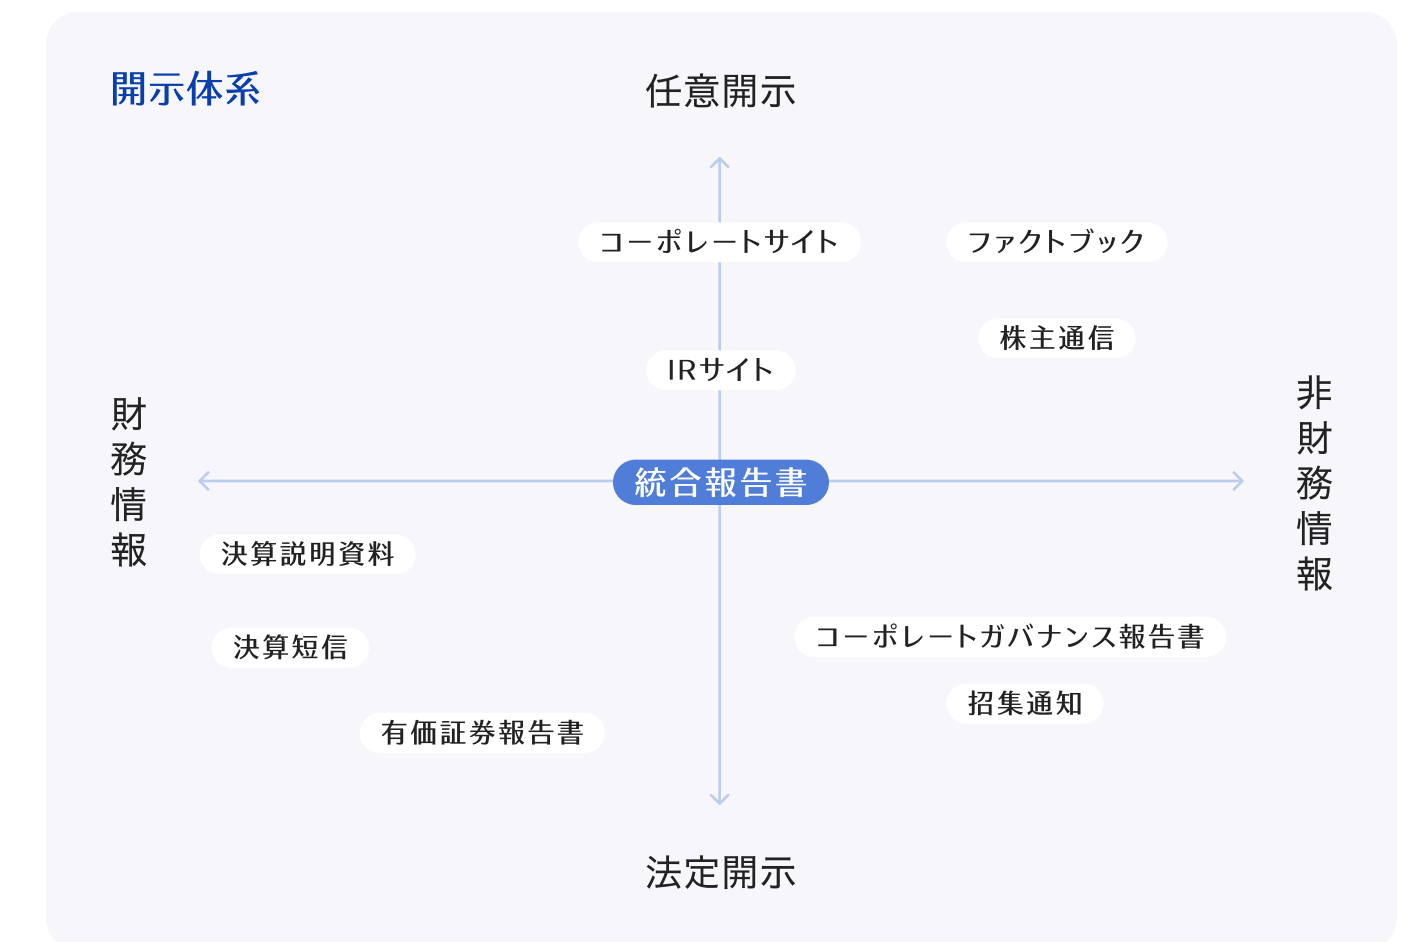 開示体系
任意開示
コーポレートサイト
ファクトブック
株主通信
IRサイト
財務情報
非財務情報
統合報告書
決算説明資料
コーポレートガバナンス報告書
決算短信
招集通知
有価証券報告書
法定開示